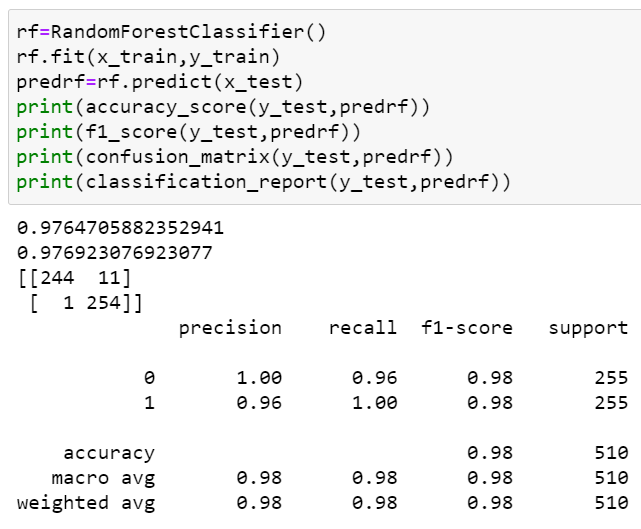 rf=RandomForestClassifier()
rf.fit(x_train,y_train)
predrf=rf.predict(x_test)
print(accuracy_score(y_test,predrf))
print(f1_score(y_test,predrf))
print(confusion_matrix(y_test,predrf))
print(classification_report(y_test,predrf))
0.9764705882352941
0.976923076923077
[[244  11]
 [  1 254]]
              precision    recall  f1-score   support
           0       1.00      0.96      0.98       255
           1       0.96      1.00      0.98       255
    accuracy                           0.98       510
   macro avg       0.98      0.98      0.98       510
weighted avg       0.98      0.98      0.98       510